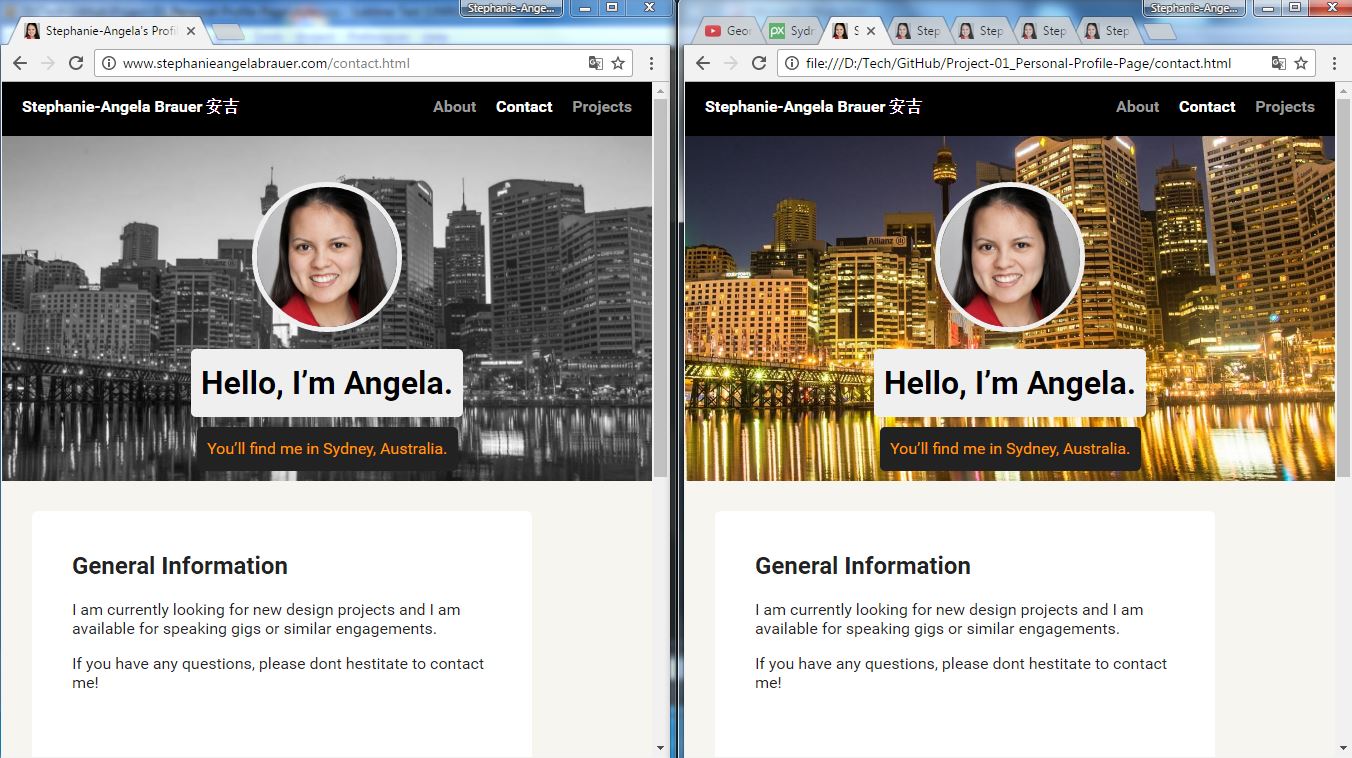 Stephanie-Ange...
Stephanie-Angela's Profil
www.stephanieangelabrauer.com/contact.html
Stephanie-Angela Brauer 安吉
About Contact Projects
Hello, I’m Angela.
You’ll find me in Sydney, Australia.
General Information
I am currently looking for new design projects and I am
available for speaking gigs or similar engagements.
If you have any questions, please dont hestitate to contact
me!
Stephanie-Ange...
Geor Sydn S Step Step Step Step
file:///D:/Tech/GitHub/Project-01_Personal-Profile-Page/contact.html
Stephanie-Angela Brauer 安吉
About Contact Projects
Allianz
Hello, I’m Angela.
You’ll find me in Sydney, Australia.
General Information
I am currently looking for new design projects and I am
available for speaking gigs or similar engagements.
If you have any questions, please dont hestitate to contact
me!